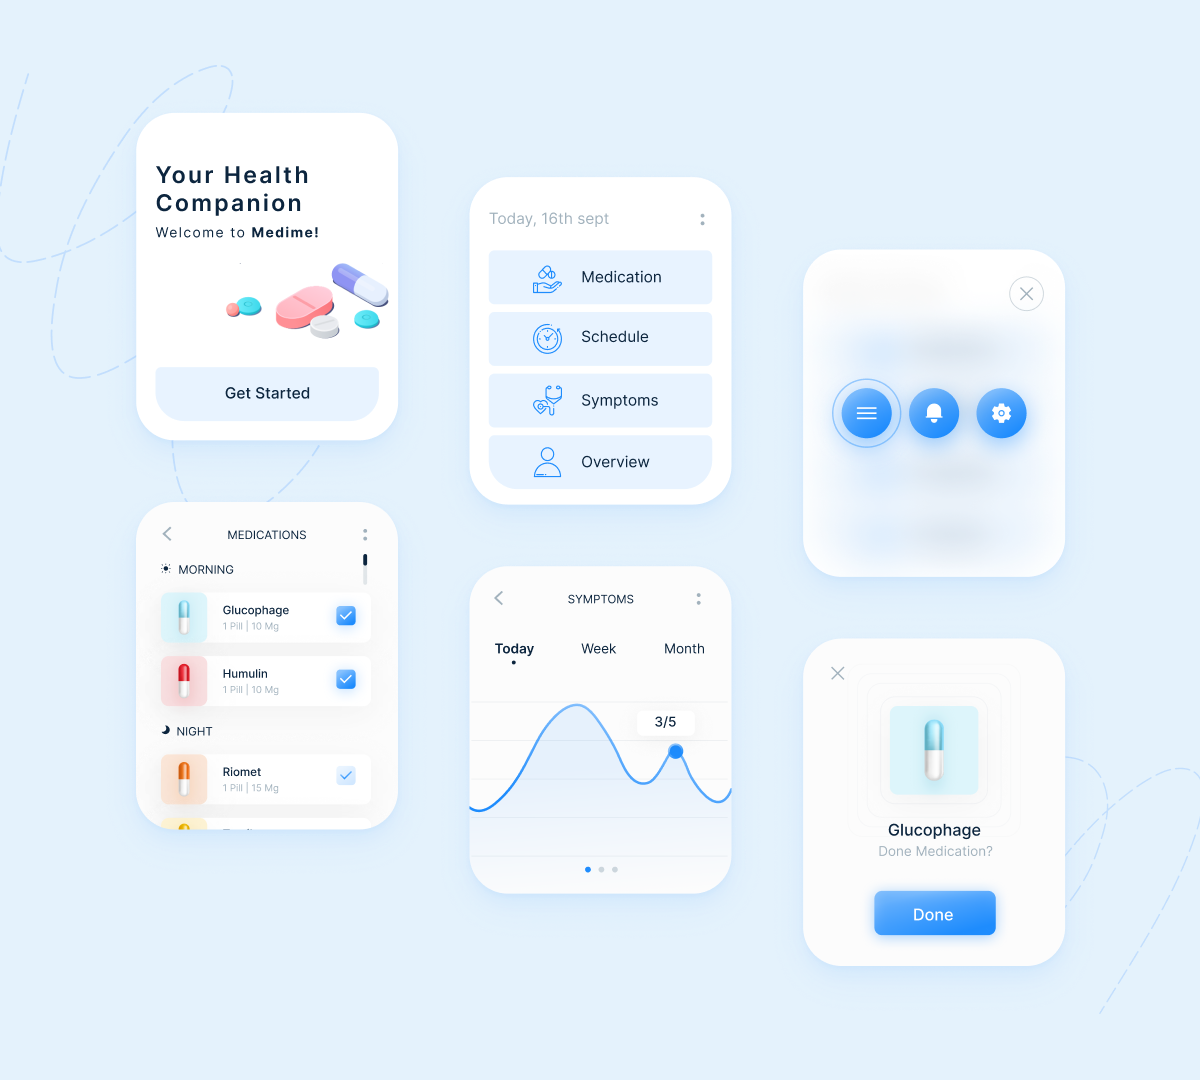 Your Health
Companion
Welcome to Medime!
Get Started
Today, 16th sept
Medication
Schedule
Symptoms
Overview
MEDICATIONS
MORNING
Glucophage
1 Pill | 10 Mg
Humulin
1 Pill | 10 Mg
NIGHT
Riomet
1 Pill | 15 Mg
SYMPTOMS
Today Week Month
3/5
Glucophage
Done Medication?
Done